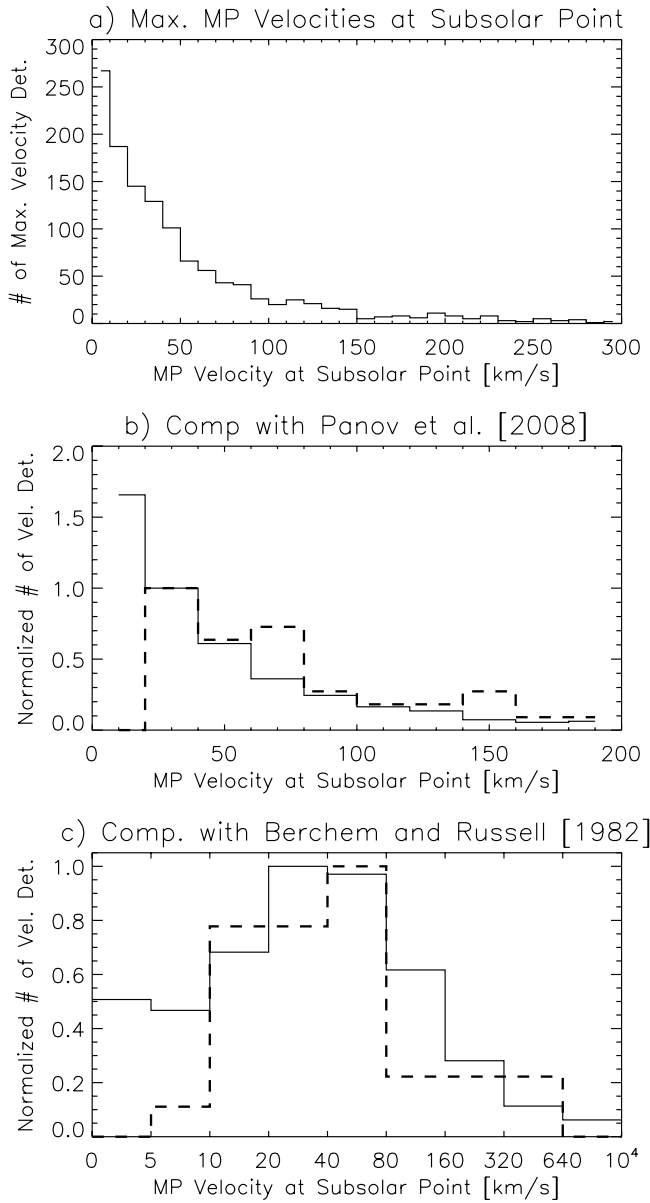 a) Max. MP Velocities at Subsolar Point
# of Max. Velocity Det.
300
250
200
150
100
50
0
0 50 100 150 200 250 300
MP Velocity at Subsolar Point [km/s]
b) Comp with Panov et al. [2008]
Normalized # of Vel. Det.
2.0
1.5
1.0
0.5
0.0
0 50 100 150 200
MP Velocity at Subsolar Point [km/s]
c) Comp. with Berchem and Russell [1982]
Normalized # of Vel. Det.
1.0
0.8
0.6
0.4
0.2
0.0
0 5 10 20 40 80 160 320 640 10⁴
MP Velocity at Subsolar Point [km/s]